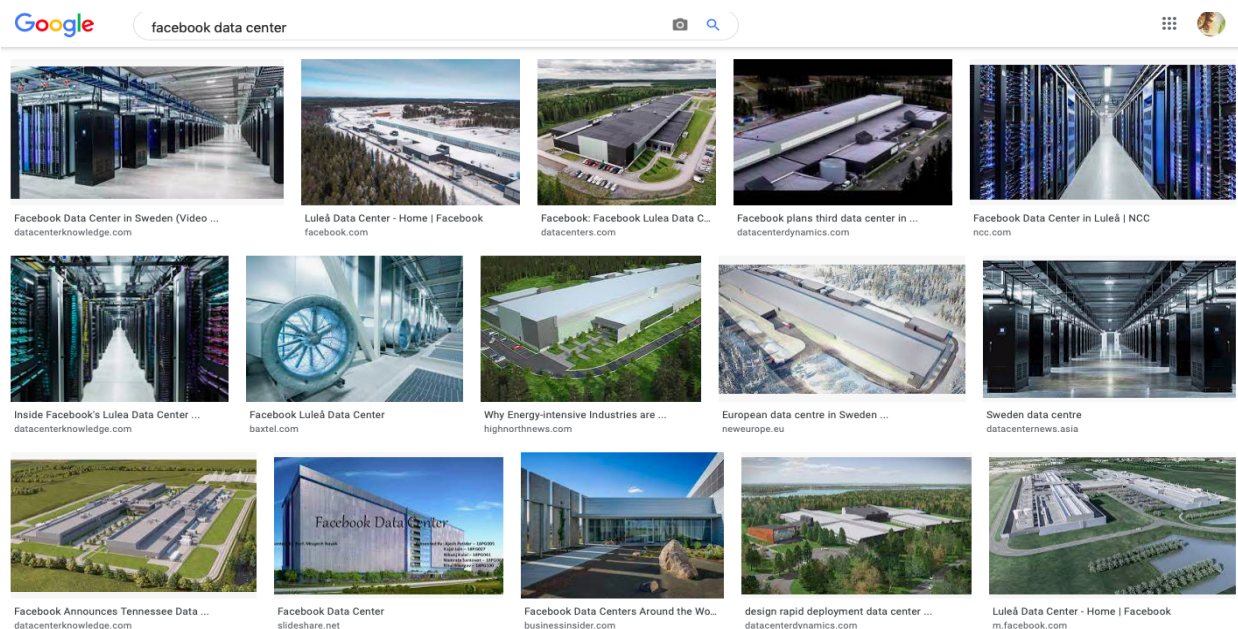 Google
facebook data center
Facebook Data Center in Sweden (Video ...
datacenterknowledge.com
Luleå Data Center - Home | Facebook
facebook.com
Facebook: Facebook Lulea Data C...
datacenters.com
Facebook plans third data center in ...
datacenterdynamics.com
Facebook Data Center in Luleå | NCC
ncc.com
Inside Facebook's Lulea Data Center ...
datacenterknowledge.com
Facebook Luleå Data Center
baxtel.com
Why Energy-intensive Industries are ...
highnorthnews.com
European data centre in Sweden ...
neweurope.eu
Sweden data centre
datacenternews.asia
Facebook Data Center
Facebook Announces Tennessee Data ...
datacenterknowledge.com
Facebook Data Center
slideshare.net
Facebook Data Centers Around the Wo...
businessinsider.com
design rapid deployment data center ...
datacenterdynamics.com
Luleå Data Center - Home | Facebook
m.facebook.com